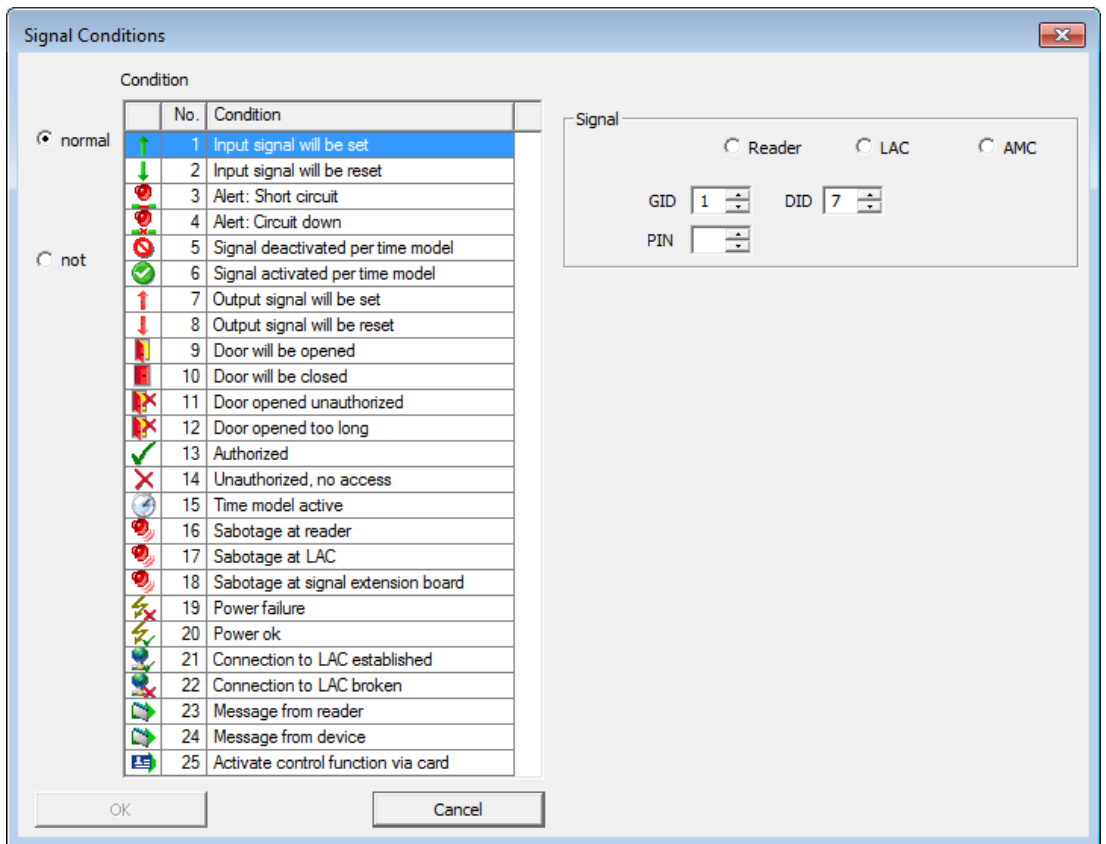 Signal Conditions
Condition
normal
not
No. Condition
1 Input signal will be set
2 Input signal will be reset
3 Alert: Short circuit
4 Alert: Circuit down
5 Signal deactivated per time model
6 Signal activated per time model
7 Output signal will be set
8 Output signal will be reset
9 Door will be opened
10 Door will be closed
11 Door opened unauthorized
12 Door opened too long
13 Authorized
14 Unauthorized, no access
15 Time model active
16 Sabotage at reader
17 Sabotage at LAC
18 Sabotage at signal extension board
19 Power failure
20 Power ok
21 Connection to LAC established
22 Connection to LAC broken
23 Message from reader
24 Message from device
25 Activate control function via card
Signal
Reader LAC AMC
GID 1 DID 7
PIN
OK Cancel